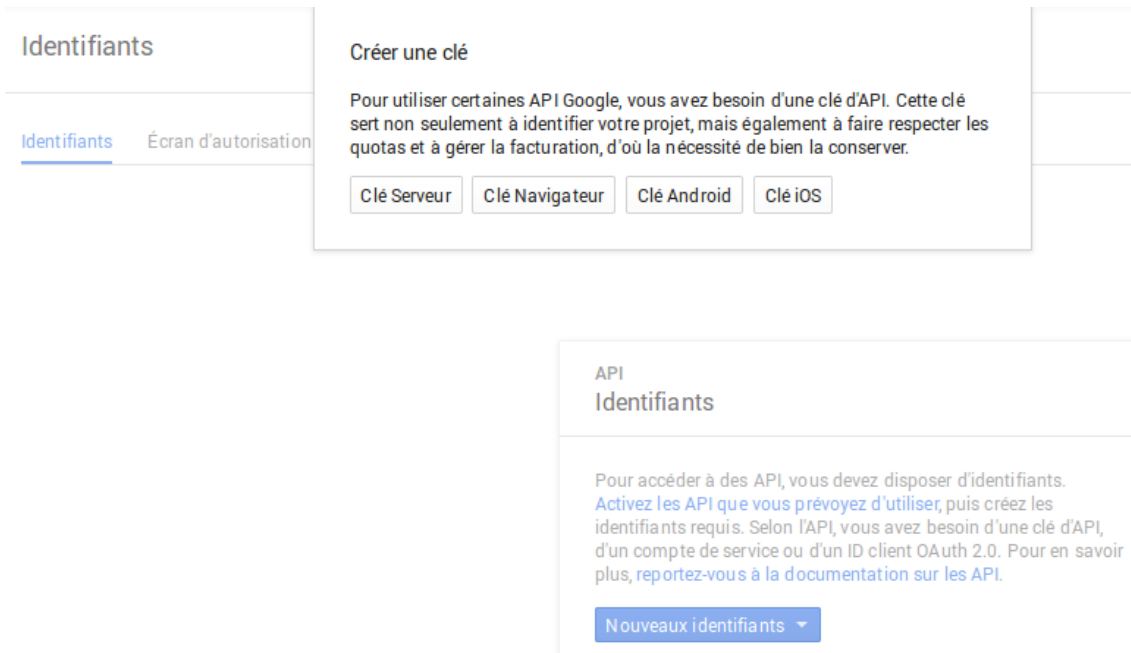 Identifiants
Créer une clé
Pour utiliser certaines API Google, vous avez besoin d'une clé d'API. Cette clé
sert non seulement à identifier votre projet, mais également à faire respecter les
quotas et à gérer la facturation, d'où la nécessité de bien la conserver.
Identifiants Écran d'autorisation
Clé Serveur Clé Navigateur Clé Android Clé iOS
API
Identifiants
Pour accéder à des API, vous devez disposer d'identifiants.
Activez les API que vous prévoyez d'utiliser, puis créez les
identifiants requis. Selon l'API, vous avez besoin d'une clé d'API,
d'un compte de service ou d'un ID client OAuth 2.0. Pour en savoir
plus, reportez-vous à la documentation sur les API.
Nouveaux identifiants